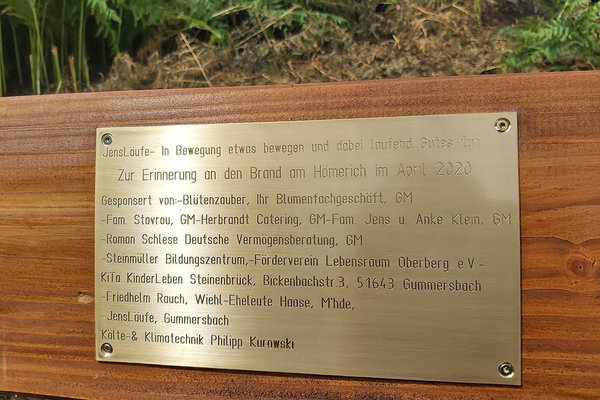 JensLäufe- In Bewegung etwas bewegen und dabei laufend Gutes tun
Zur Erinnerung an den Brand am Hömerich im April 2020
Gesponsert von:-Blütenzauber, Ihr Blumenfachgeschäft, GM
-Fam. Stavrou, GM-Herbrandt Catering, GM-Fam. Jens u. Anke Klein, GM
-Roman Schlese Deutsche Vermögensberatung, GM
-Steinmüller Bildungszentrum,-Förderverein Lebensraum Oberberg e.V.-
KiTa KinderLeben Steinenbrück, Bickenbachstr.3, 51643 Gummersbach
-Friedhelm Rauch, Wiehl-Eheleute Haase, M'hde,
-JensLäufe, Gummersbach
Kälte-& Klimatechnik Philipp Kurowski